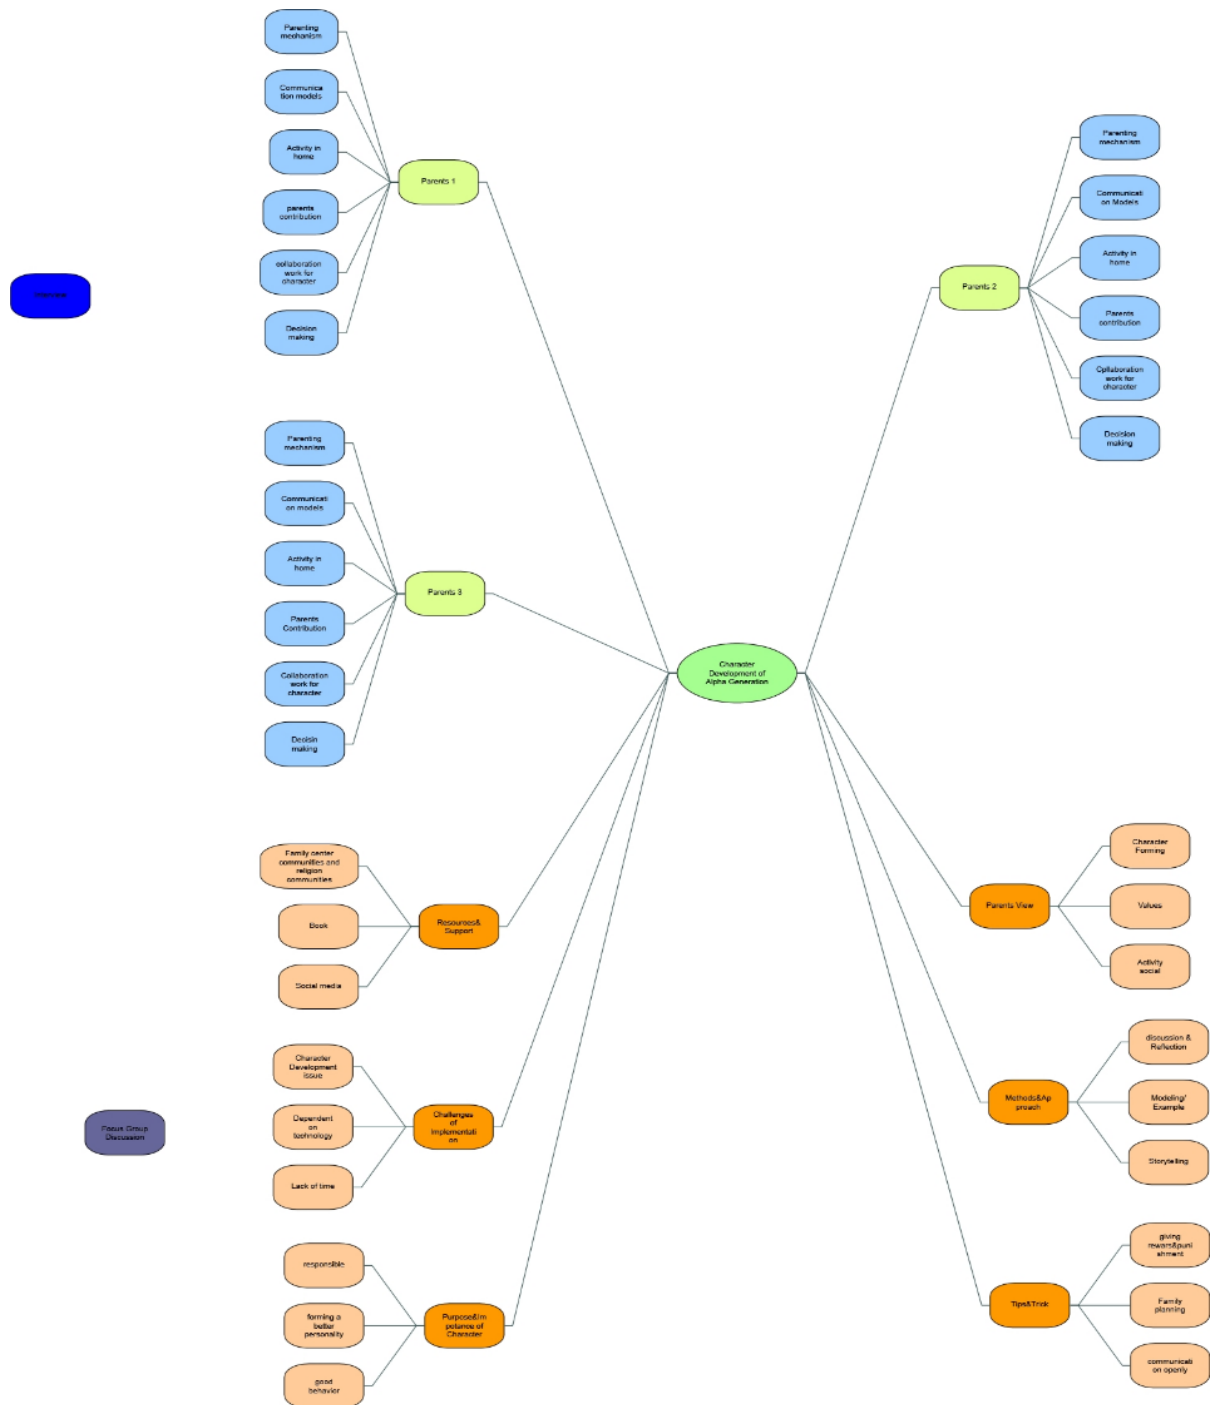 Parenting
mechanism
Communica
tion models
Activity in
home
parents
contribution
collaboration
work for
character
Decision
making
Parents 1
Parenting
mechanism
Communicati
on Models
Activity in
home
Parents
contribution
Cpllaboration
work for
character
Decision
making
Parents 2
Parenting
mechanism
Communicati
on models
Activity in
home
Parents
Contribution
Collaboration
work for
character
Decisin
making
Parents 3
Character
Development of
Alpha Generation
Family center
communities and
religion
communities
Book
Social media
Resources&
Support
Character
Forming
Values
Activity
social
Parents View
Character
Development
issue
Dependent
on
technology
Lack of time
Challenges
of
Implementati
on
discussion &
Reflection
Modeling/
Example
Storytelling
Methods&Ap
proach
Focus Group
Discussion
responsible
forming a
better
personality
good
behavior
Purpose&Im
potance of
Character
giving
rewars&puni
shment
Family
planning
communicati
on openly
Tips&Trick